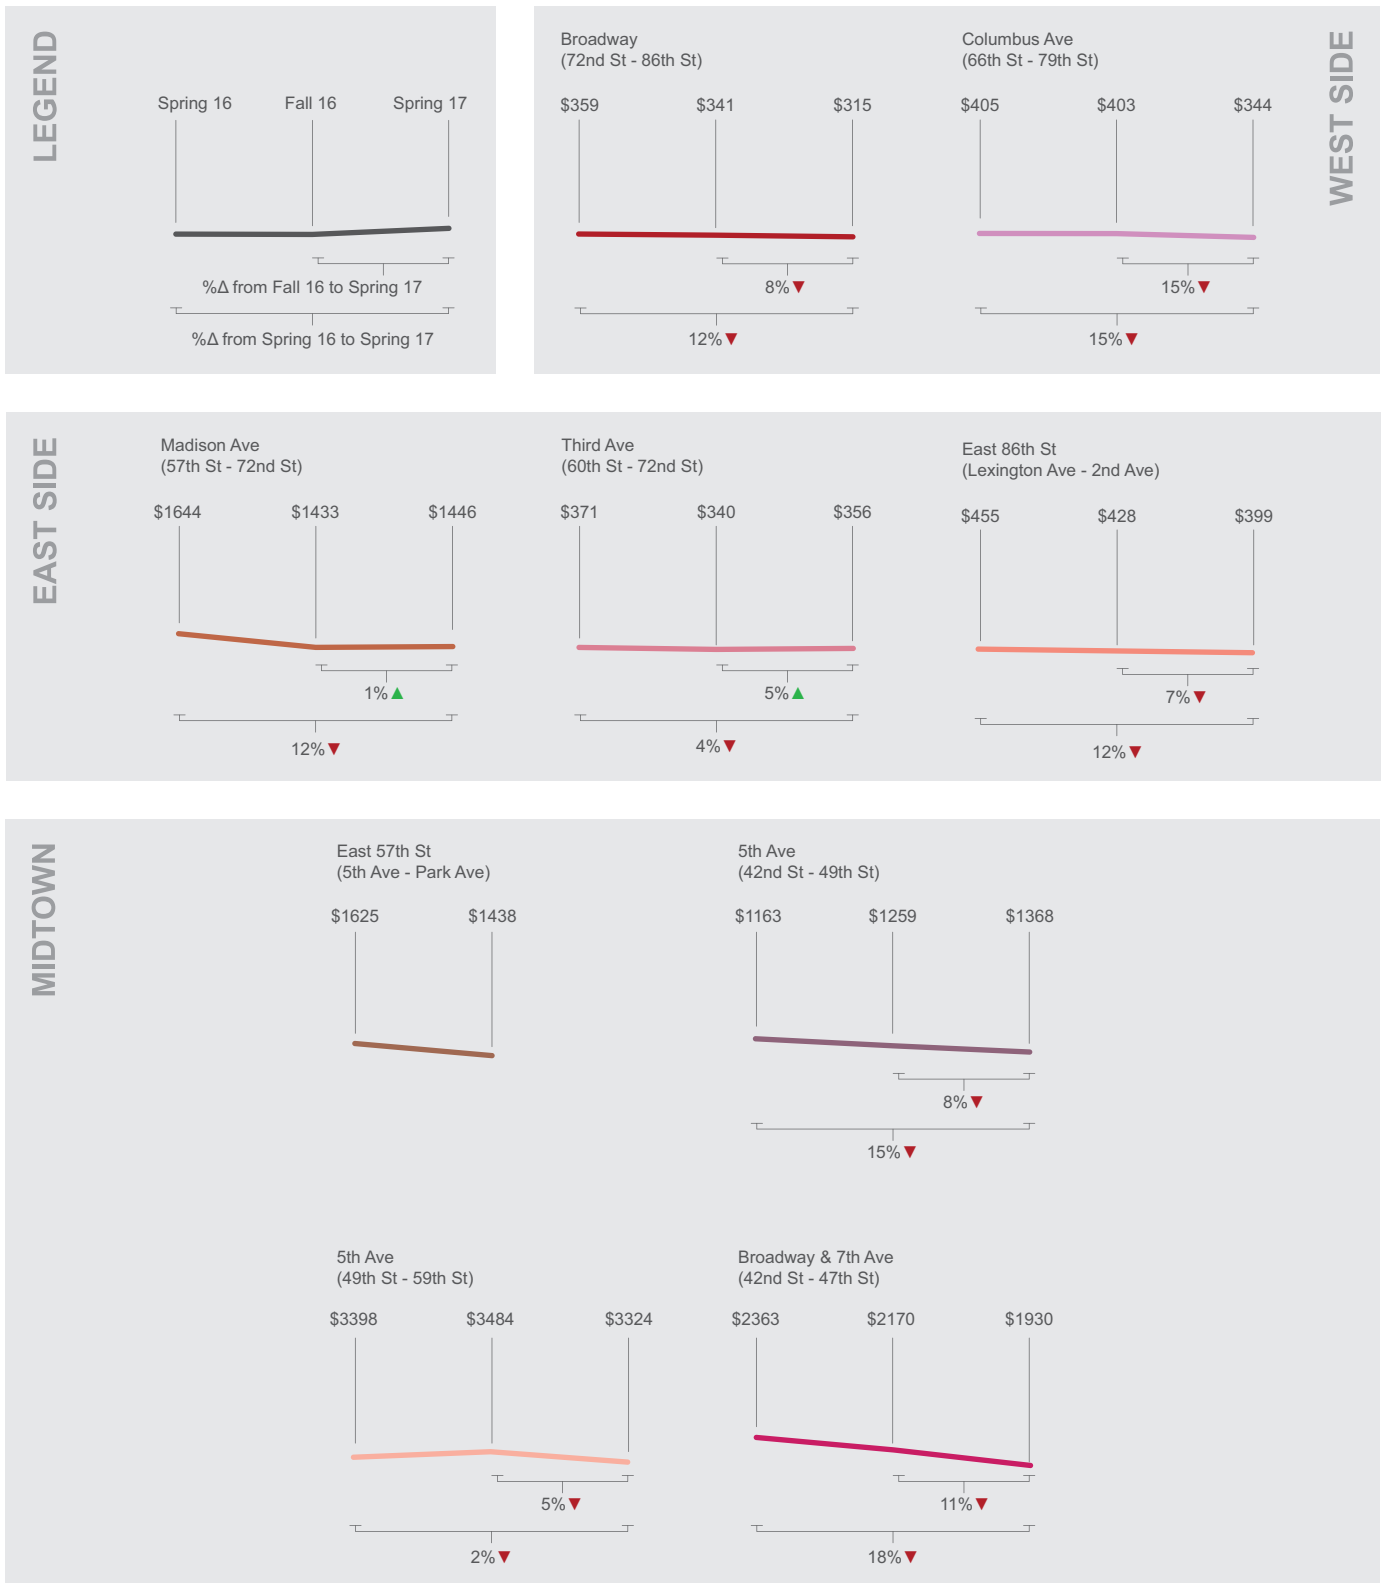 LEGEND
Spring 16 Fall 16 Spring 17
%Δ from Fall 16 to Spring 17
%Δ from Spring 16 to Spring 17
WEST SIDE
Broadway
(72nd St - 86th St)
$359 $341 $315
8%
12%
Columbus Ave
(66th St - 79th St)
$405 $403 $344
15%
15%
EAST SIDE
Madison Ave
(57th St - 72nd St)
$1644 $1433 $1446
1%
12%
Third Ave
(60th St - 72nd St)
$371 $340 $356
5%
4%
East 86th St
(Lexington Ave - 2nd Ave)
$455 $428 $399
7%
12%
MIDTOWN
East 57th St
(5th Ave - Park Ave)
$1625 $1438
5th Ave
(42nd St - 49th St)
$1163 $1259 $1368
8%
15%
5th Ave
(49th St - 59th St)
$3398 $3484 $3324
5%
2%
Broadway & 7th Ave
(42nd St - 47th St)
$2363 $2170 $1930
11%
18%